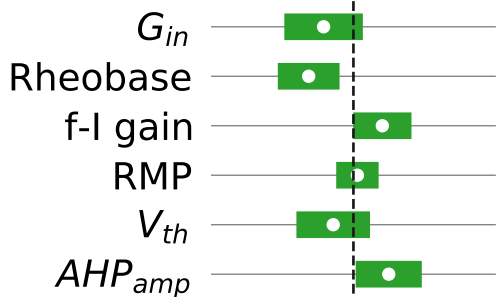 G_in
Rheobase
f-I gain
RMP
V_th
AHP_amp